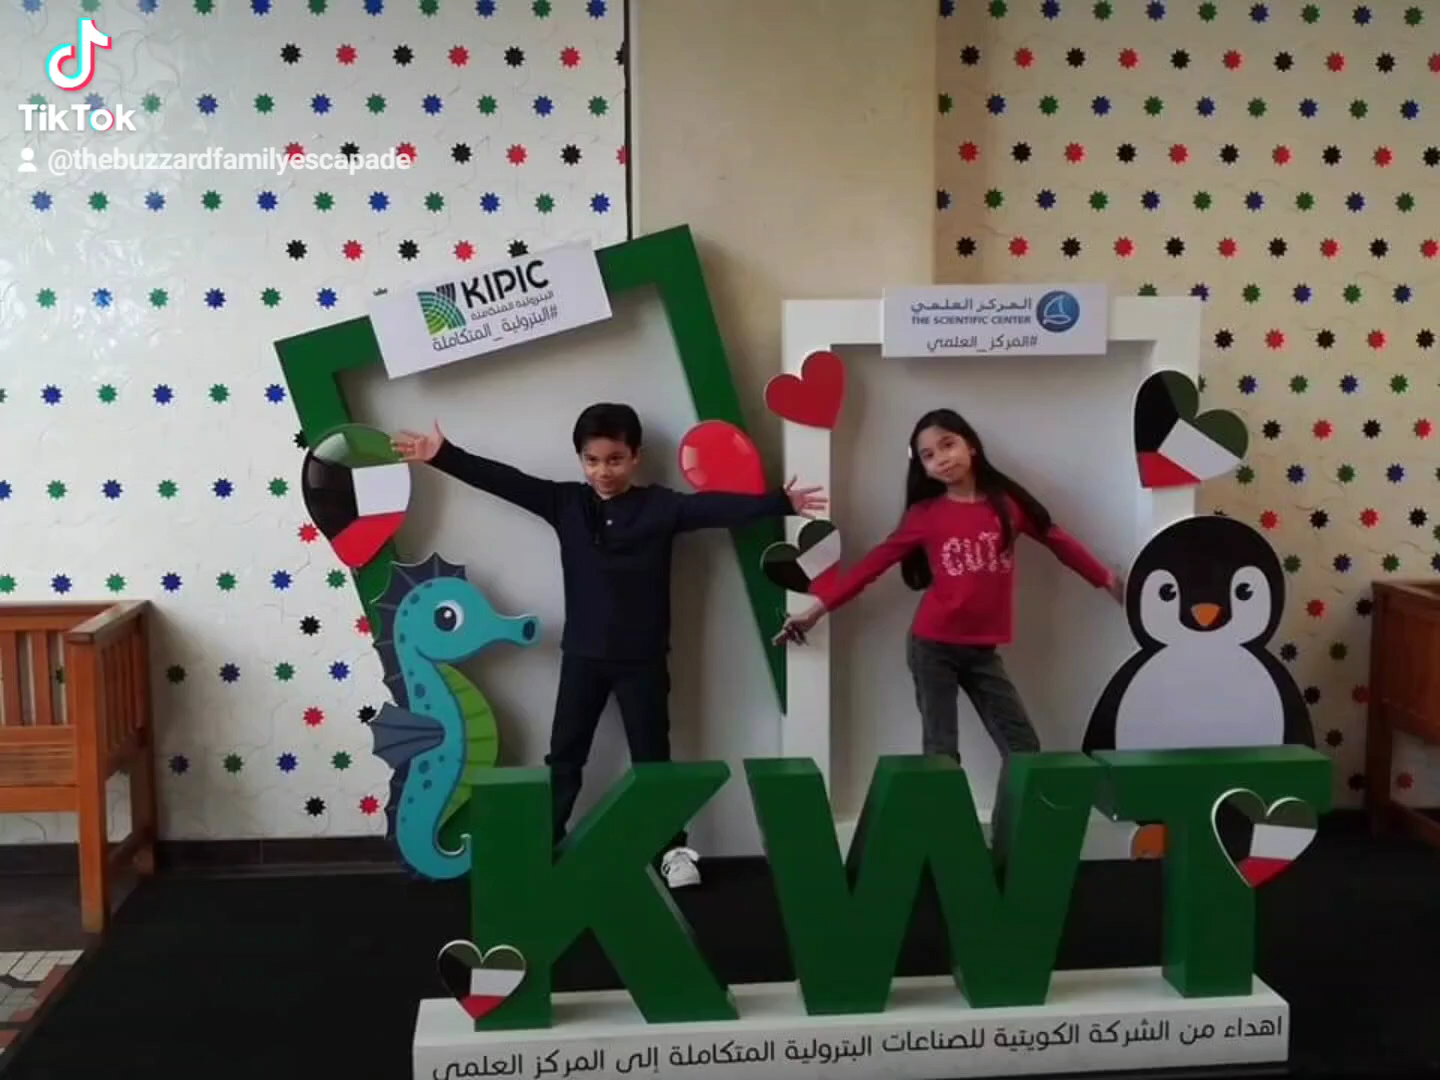 TikTok
@thebuzzardfamilyescapade
KIPIC
البترولية المتكاملة
#البترولية_المتكاملة
المركز العلمي
THE SCIENTIFIC CENTER
#المركز_العلمي
CUTE
KWT
اهداء من الشركة الكويتية للصناعات البترولية المتكاملة إلى المركز العلمي